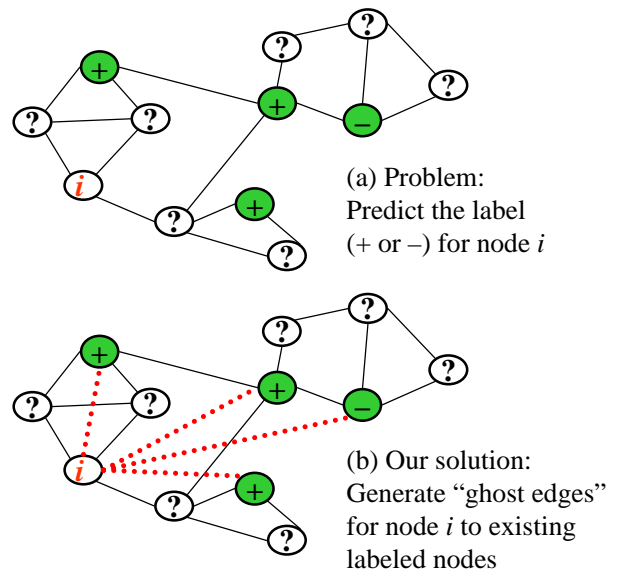 ?
?
+
?
+
−
?
?
i
?
+
?
(a) Problem:
Predict the label
(+ or –) for node i
?
?
+
?
+
−
?
?
i
?
+
?
(b) Our solution:
Generate “ghost edges”
for node i to existing
labeled nodes